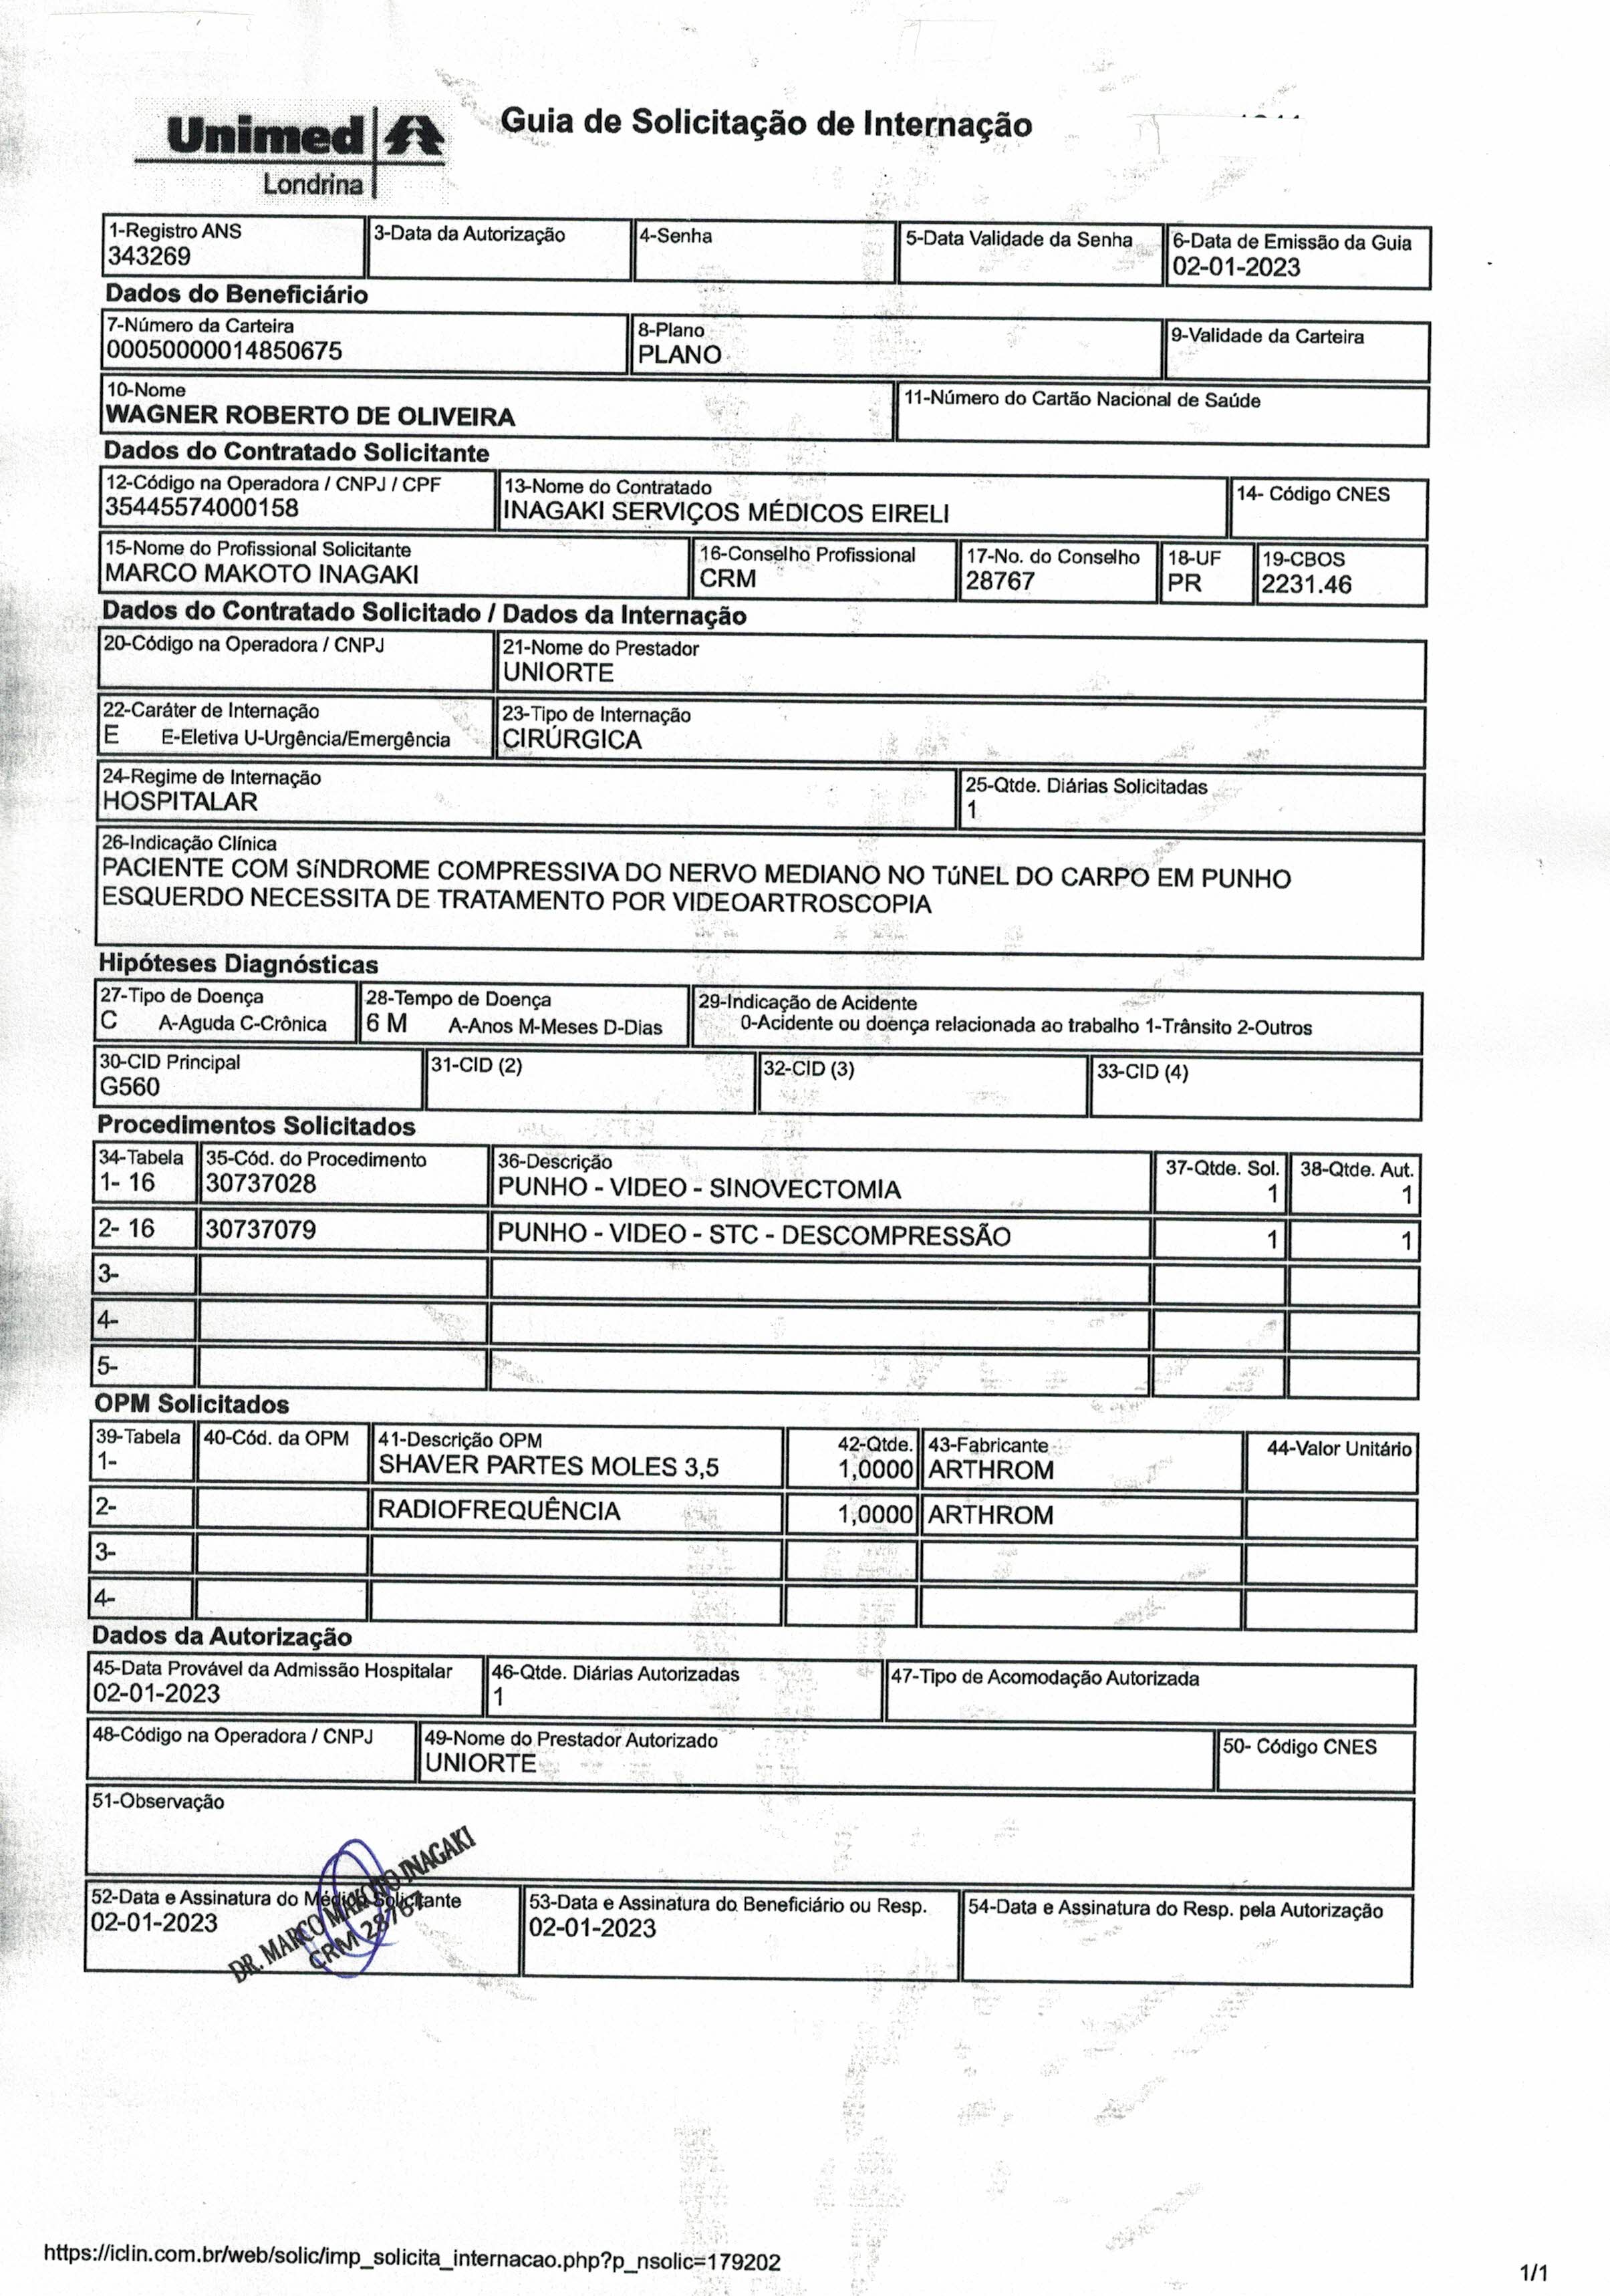 Unimed
Londrina
Guia de Solicitação de Internação
1-Registro ANS
343269
3-Data da Autorização
4-Senha
5-Data Validade da Senha
6-Data de Emissão da Guia
02-01-2023
Dados do Beneficiário
7-Número da Carteira
00050000014850675
8-Plano
PLANO
9-Validade da Carteira
10-Nome
WAGNER ROBERTO DE OLIVEIRA
11-Número do Cartão Nacional de Saúde
Dados do Contratado Solicitante
12-Código na Operadora / CNPJ / CPF
35445574000158
13-Nome do Contratado
INAGAKI SERVIÇOS MÉDICOS EIRELI
14- Código CNES
15-Nome do Profissional Solicitante
MARCO MAKOTO INAGAKI
16-Conselho Profissional
CRM
17-No. do Conselho
28767
18-UF
PR
19-CBOS
2231.46
Dados do Contratado Solicitado / Dados da Internação
20-Código na Operadora / CNPJ
21-Nome do Prestador
UNIORTE
22-Caráter de Internação
E E-Eletiva U-Urgência/Emergência
23-Tipo de Internação
CIRÚRGICA
24-Regime de Internação
HOSPITALAR
25-Qtde. Diárias Solicitadas
1
26-Indicação Clínica
PACIENTE COM SíNDROME COMPRESSIVA DO NERVO MEDIANO NO TúNEL DO CARPO EM PUNHO
ESQUERDO NECESSITA DE TRATAMENTO POR VIDEOARTROSCOPIA
Hipóteses Diagnósticas
27-Tipo de Doença
C A-Aguda C-Crônica
28-Tempo de Doença
6 M A-Anos M-Meses D-Dias
29-Indicação de Acidente
0-Acidente ou doença relacionada ao trabalho 1-Trânsito 2-Outros
30-CID Principal
G560
31-CID (2)
32-CID (3)
33-CID (4)
Procedimentos Solicitados
34-Tabela 35-Cód. do Procedimento 36-Descrição 37-Qtde. Sol. 38-Qtde. Aut.
1- 16 30737028 PUNHO - VIDEO - SINOVECTOMIA 1 1
2- 16 30737079 PUNHO - VIDEO - STC - DESCOMPRESSÃO 1 1
3-
4-
5-
OPM Solicitados
39-Tabela 40-Cód. da OPM 41-Descrição OPM 42-Qtde. 43-Fabricante 44-Valor Unitário
1- SHAVER PARTES MOLES 3,5 1,0000 ARTHROM
2- RADIOFREQUÊNCIA 1,0000 ARTHROM
3-
4-
Dados da Autorização
45-Data Provável da Admissão Hospitalar
02-01-2023
46-Qtde. Diárias Autorizadas
1
47-Tipo de Acomodação Autorizada
48-Código na Operadora / CNPJ
49-Nome do Prestador Autorizado
UNIORTE
50- Código CNES
51-Observação
52-Data e Assinatura do Médico Solicitante
02-01-2023
DR. MARCO MAKOTO INAGAKI
CRM 28767
53-Data e Assinatura do Beneficiário ou Resp.
02-01-2023
54-Data e Assinatura do Resp. pela Autorização
https://iclin.com.br/web/solic/imp_solicita_internacao.php?p_nsolic=179202
1/1